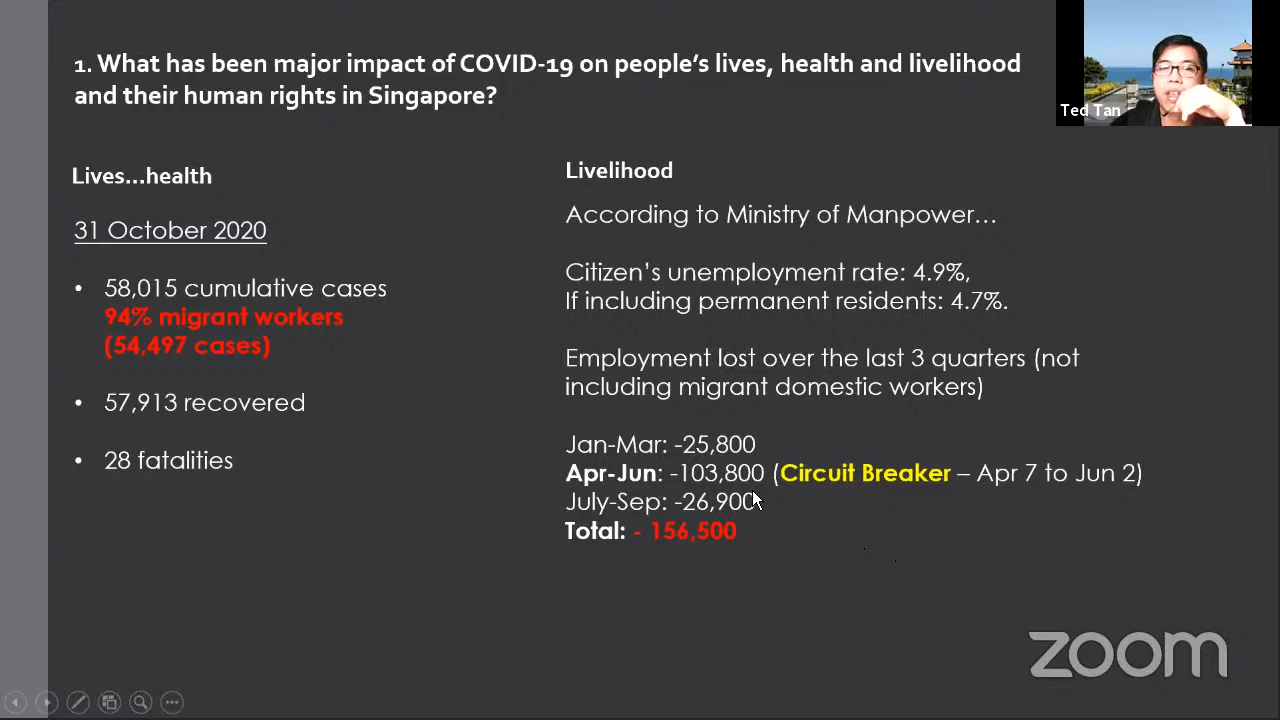 1. What has been major impact of COVID-19 on people's lives, health and livelihood
and their human rights in Singapore?
Ted Tan
Lives...health
31 October 2020
• 58,015 cumulative cases
94% migrant workers
(54,497 cases)
• 57,913 recovered
• 28 fatalities
Livelihood
According to Ministry of Manpower...
Citizen's unemployment rate: 4.9%,
If including permanent residents: 4.7%.
Employment lost over the last 3 quarters (not
including migrant domestic workers)
Jan-Mar: -25,800
Apr-Jun: -103,800 (Circuit Breaker – Apr 7 to Jun 2)
July-Sep: -26,900
Total: - 156,500
zoom